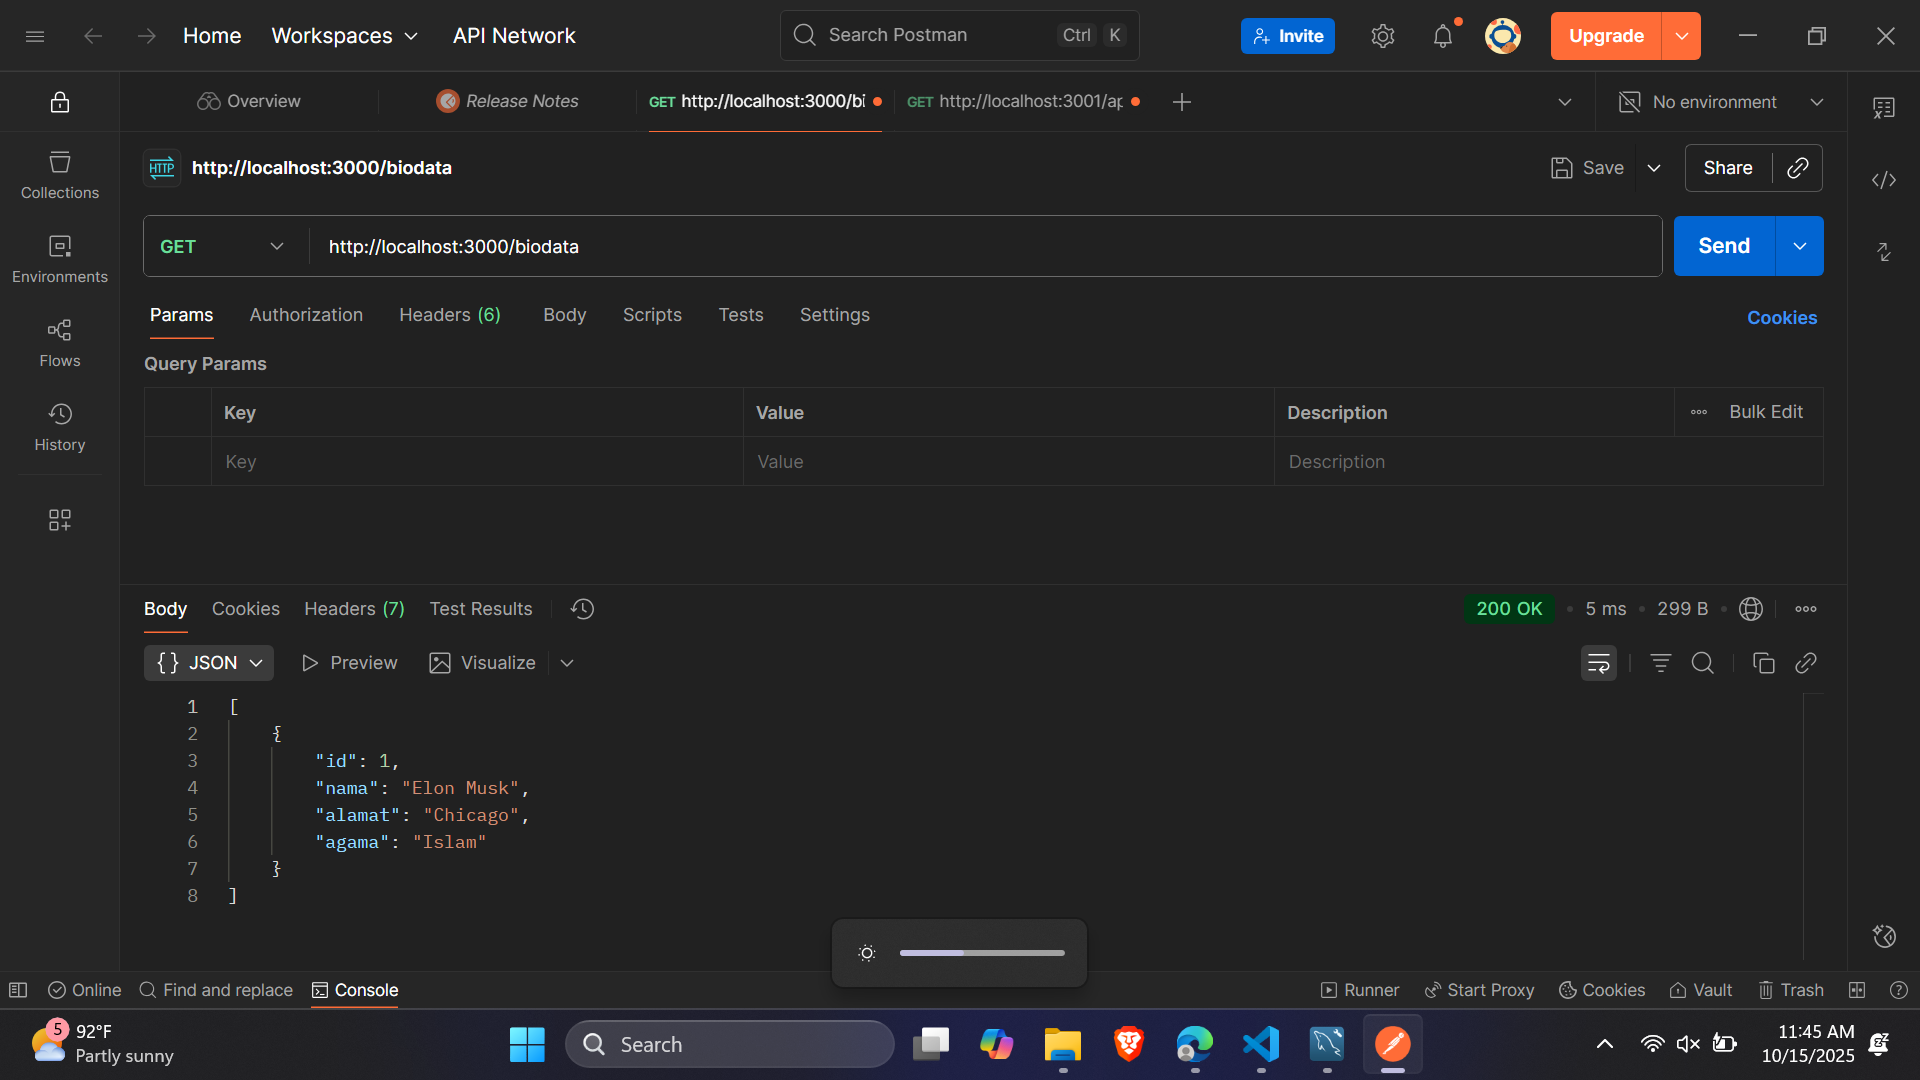 Home Workspaces API Network Search Postman Ctrl K Invite Upgrade
Overview Release Notes GET http://localhost:3000/bi GET http://localhost:3001/ap No environment
HTTP http://localhost:3000/biodata Save Share
GET http://localhost:3000/biodata Send
Collections
Environments
Flows
History
Params Authorization Headers (6) Body Scripts Tests Settings Cookies
Query Params
Key Value Description Bulk Edit
Key Value Description
Body Cookies Headers (7) Test Results 200 OK 5 ms 299 B
{} JSON Preview Visualize
1 [
2 {
3 "id": 1,
4 "nama": "Elon Musk",
5 "alamat": "Chicago",
6 "agama": "Islam"
7 }
8 ]
Online Find and replace Console Runner Start Proxy Cookies Vault Trash
5 92°F
Partly sunny
Search
11:45 AM
10/15/2025